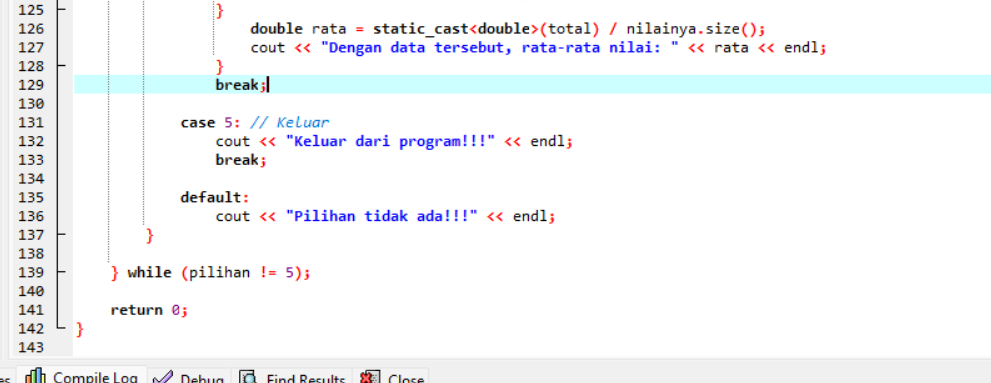 125 }
126 double rata = static_cast<double>(total) / nilainya.size();
127 cout << "Dengan data tersebut, rata-rata nilai: " << rata << endl;
128 }
129 break;
130
131 case 5: // Keluar
132 cout << "Keluar dari program!!!" << endl;
133 break;
134
135 default:
136 cout << "Pilihan tidak ada!!!" << endl;
137 }
138
139 } while (pilihan != 5);
140
141 return 0;
142 }
143
es Compile Log Debug Find Results Close